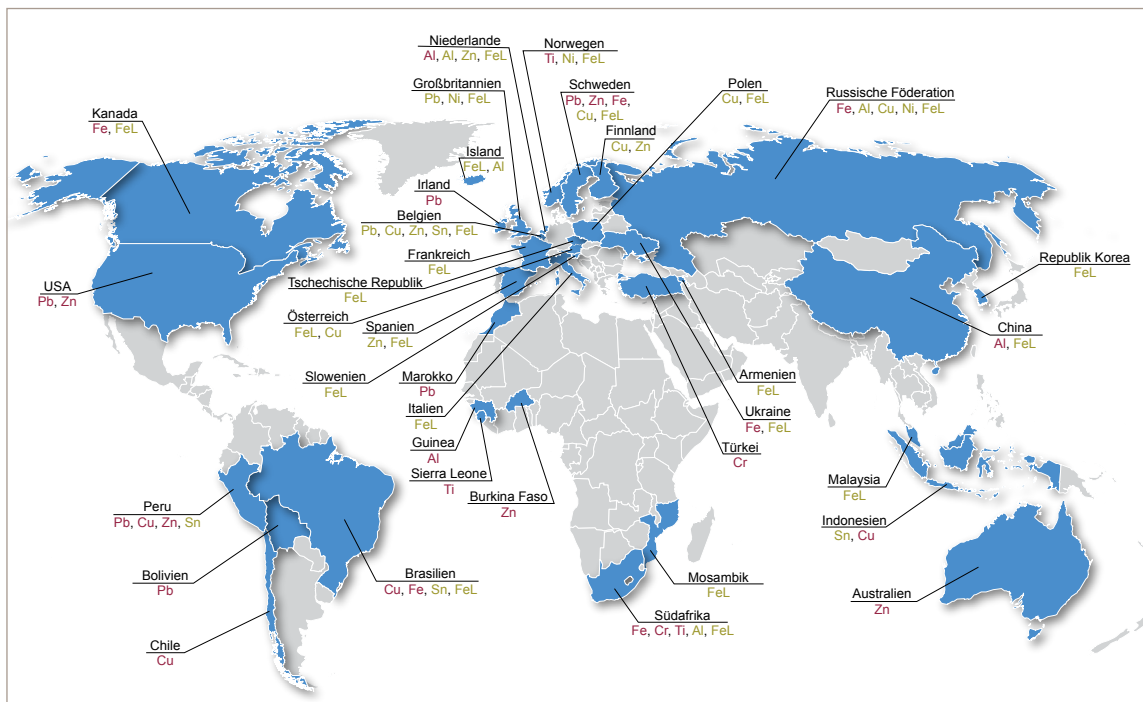 Niederlande
Al, Al, Zn, FeL
Norwegen
Ti, Ni, FeL
Großbritannien
Pb, Ni, FeL
Schweden
Pb, Zn, Fe,
Cu, FeL
Polen
Cu, FeL
Russische Föderation
Fe, Al, Cu, Ni, FeL
Kanada
Fe, FeL
Finnland
Cu, Zn
Island
FeL, Al
Irland
Pb
Belgien
Pb, Cu, Zn, Sn, FeL
Frankreich
FeL
Republik Korea
FeL
USA
Pb, Zn
Tschechische Republik
FeL
Österreich
FeL, Cu
Spanien
Zn, FeL
China
Al, FeL
Slowenien
FeL
Marokko
Pb
Armenien
FeL
Italien
FeL
Ukraine
Fe, FeL
Guinea
Al
Türkei
Cr
Sierra Leone
Ti
Burkina Faso
Zn
Malaysia
FeL
Peru
Pb, Cu, Zn, Sn
Indonesien
Sn, Cu
Bolivien
Pb
Brasilien
Cu, Fe, Sn, FeL
Mosambik
FeL
Australien
Zn
Südafrika
Fe, Cr, Ti, Al, FeL
Chile
Cu